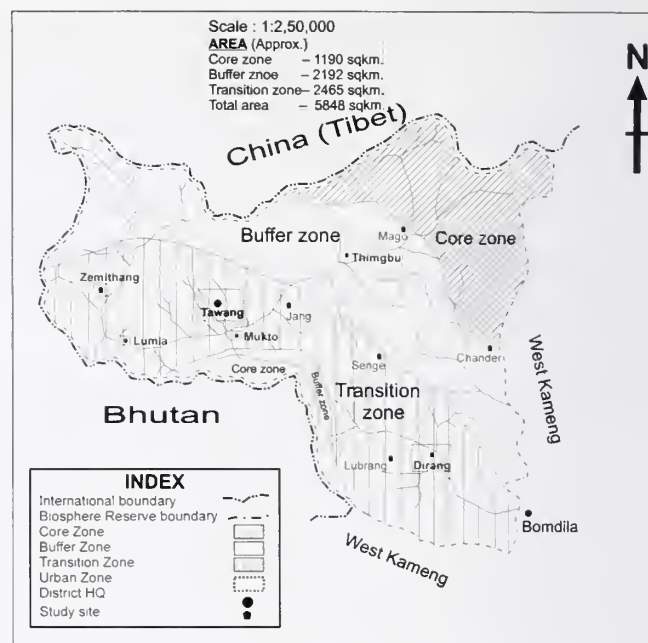 Scale : 1:2,50,000
AREA (Approx.)
Core zone – 1190 sqkm.
Buffer znoe – 2192 sqkm.
Transition zone– 2465 sqkm.
Total area – 5848 sqkm.
N
China (Tibet)
Buffer zone
Mago
Core zone
Thimgbu
Zemithang
Tawang
Jang
Lumla
Mukto
Core zone
Senge
Chander
West Kameng
Buffer zone
Transition
zone
Bhutan
Lubrang
Dirang
Bomdila
West Kameng
INDEX
International boundary
Biosphere Reserve boundary
Core Zone
Buffer Zone
Transition Zone
Urban Zone
District HQ
Study site